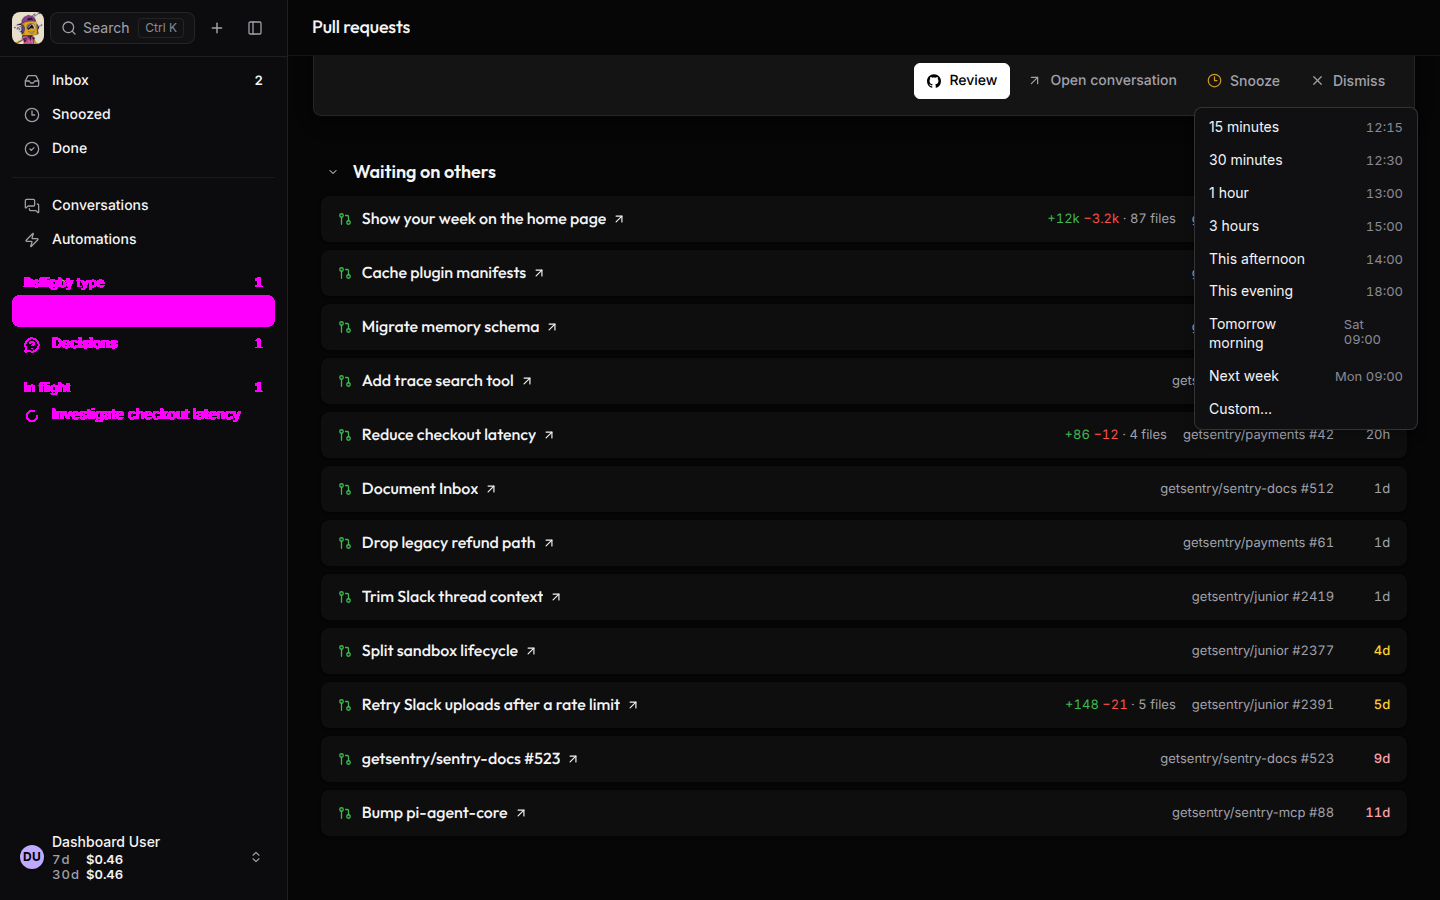 Search Ctrl K
Pull requests
Inbox 2
Snoozed
Done
Conversations
Automations
type 1
Decisions 1
In flight 1
Investigate checkout latency
Dashboard User
DU
7d $0.46
30d $0.46
Review Open conversation Snooze Dismiss
15 minutes 12:15
30 minutes 12:30
1 hour 13:00
3 hours 15:00
This afternoon 14:00
This evening 18:00
Tomorrow morning Sat 09:00
Next week Mon 09:00
Custom...
Waiting on others
Show your week on the home page +12k −3.2k · 87 files
Cache plugin manifests
Migrate memory schema
Add trace search tool
Reduce checkout latency +86 −12 · 4 files getsentry/payments #42 20h
Document Inbox getsentry/sentry-docs #512 1d
Drop legacy refund path getsentry/payments #61 1d
Trim Slack thread context getsentry/junior #2419 1d
Split sandbox lifecycle getsentry/junior #2377 4d
Retry Slack uploads after a rate limit +148 −21 · 5 files getsentry/junior #2391 5d
getsentry/sentry-docs #523 getsentry/sentry-docs #523 9d
Bump pi-agent-core getsentry/sentry-mcp #88 11d